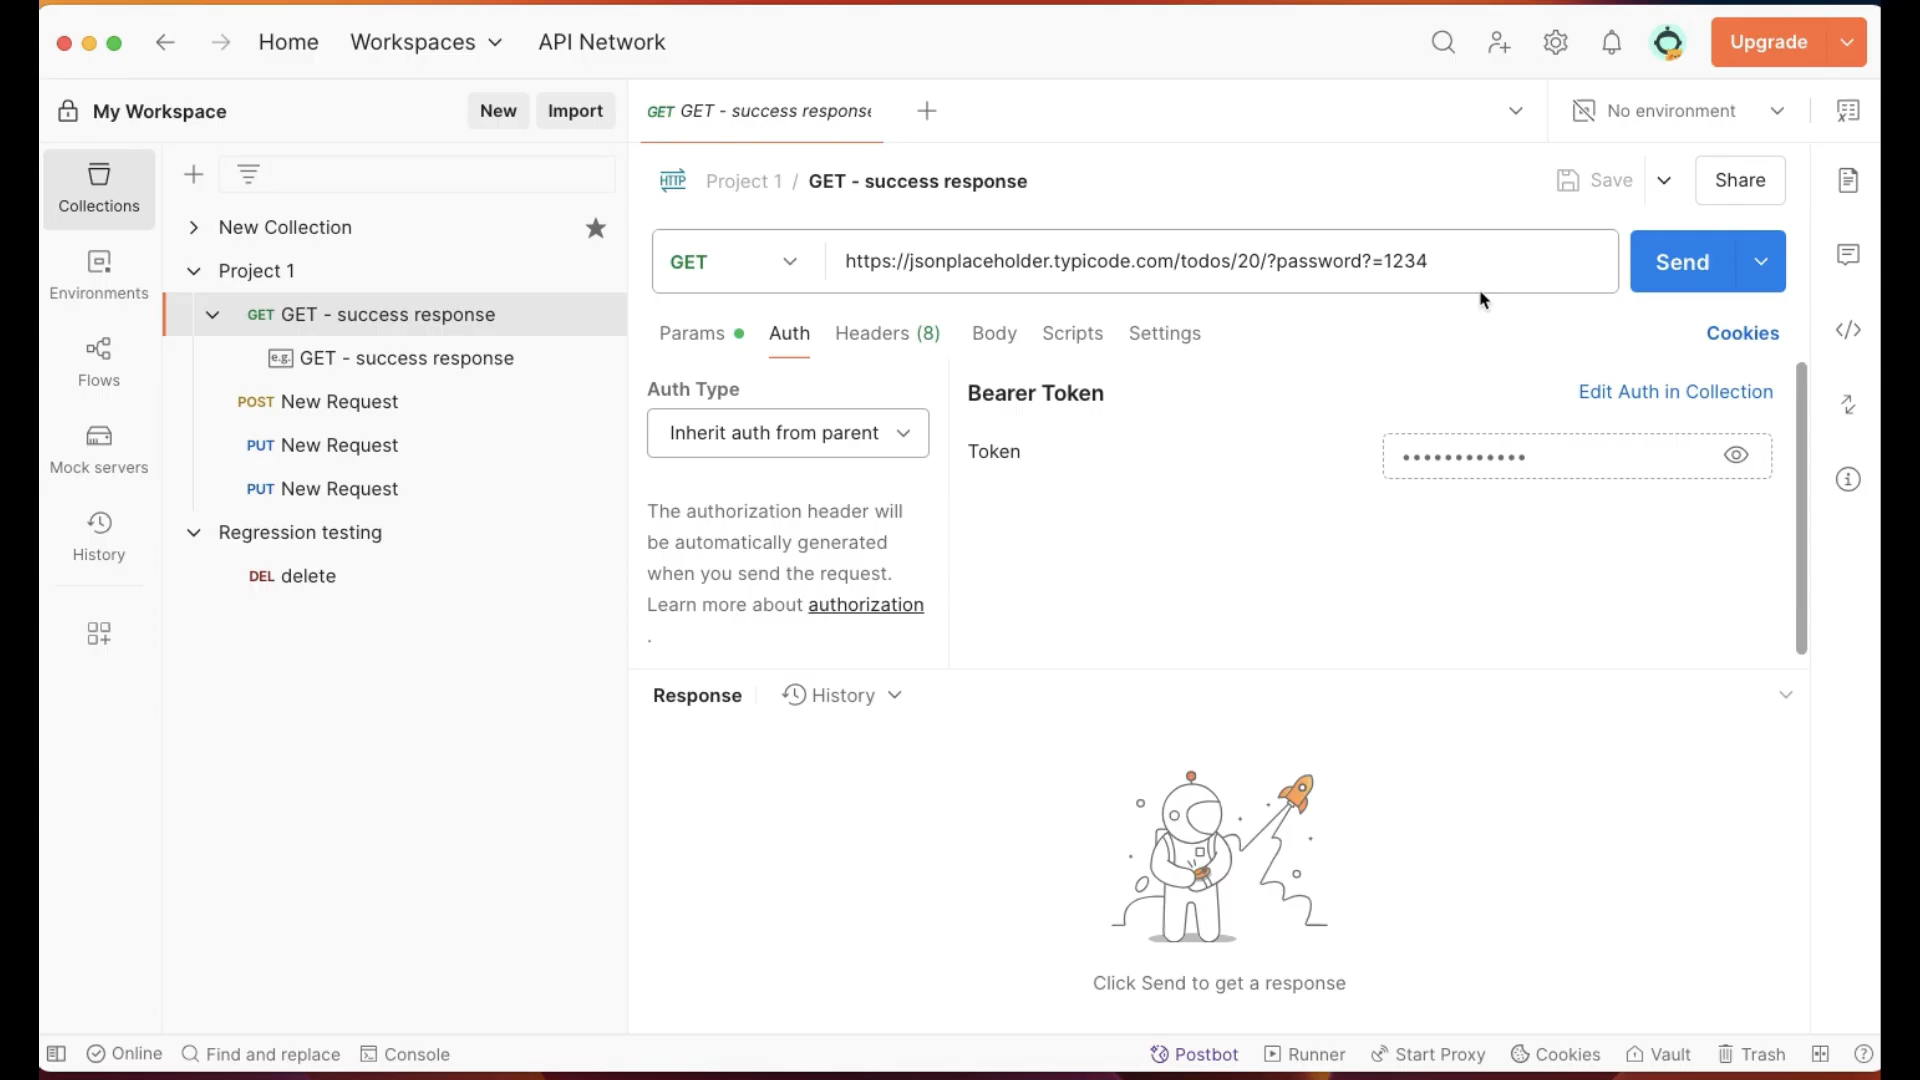 Home
Workspaces
API Network
Upgrade
My Workspace
New
Import
GET GET - success response
No environment
Collections
Environments
Flows
Mock servers
History
New Collection
Project 1
GET GET - success response
e.g. GET - success response
POST New Request
PUT New Request
PUT New Request
Regression testing
DEL delete
HTTP Project 1 / GET - success response
Save
Share
GET
https://jsonplaceholder.typicode.com/todos/20/?password?=1234
Send
Params
Auth
Headers (8)
Body
Scripts
Settings
Cookies
Auth Type
Inherit auth from parent
The authorization header will
be automatically generated
when you send the request.
Learn more about authorization
.
Bearer Token
Edit Auth in Collection
Token
••••••••••••
Response
History
Click Send to get a response
Online
Find and replace
Console
Postbot
Runner
Start Proxy
Cookies
Vault
Trash